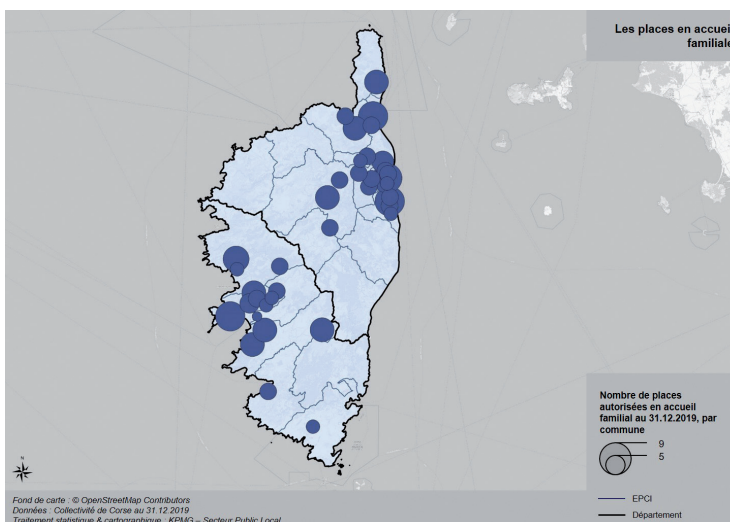 Les places en accueil
familiale
Nombre de places
autorisées en accueil
familial au 31.12.2019, par
commune
9
5
EPCI
Département
N
Fond de carte : © OpenStreetMap Contributors
Données : Collectivité de Corse au 31.12.2019
Traitement statistique & cartographique : KPMG – Secteur Public Local